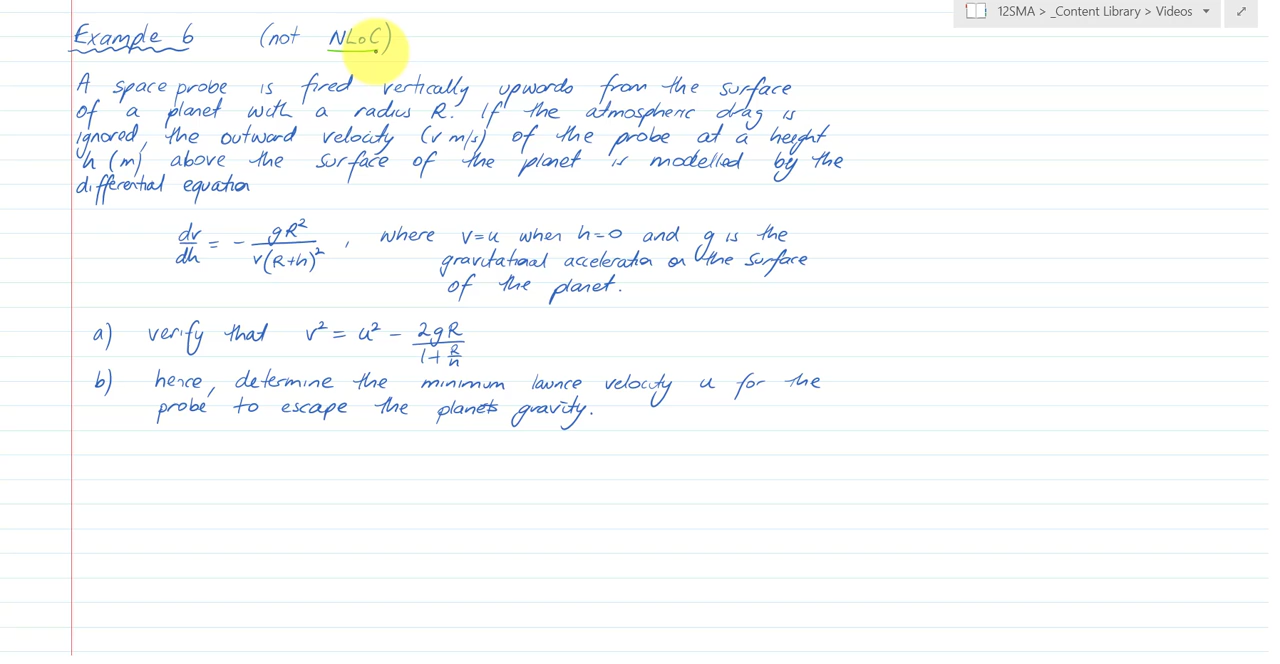 12SMA > _Content Library > Videos
Example 6 (not NLoC)
A space probe is fired vertically upwards from the surface
of a planet with a radius R. If the atmospheric drag is
ignored, the outward velocity (v m/s) of the probe at a height
h (m) above the surface of the planet is modelled by the
differential equation
dv/dh = - gR²/v(R+h)² , where v=u when h=0 and g is the
gravitational acceleration on the surface
of the planet.
a) verify that v² = u² - 2gR/1+R/h
b) hence, determine the minimum launce velocity u for the
probe to escape the planets gravity.